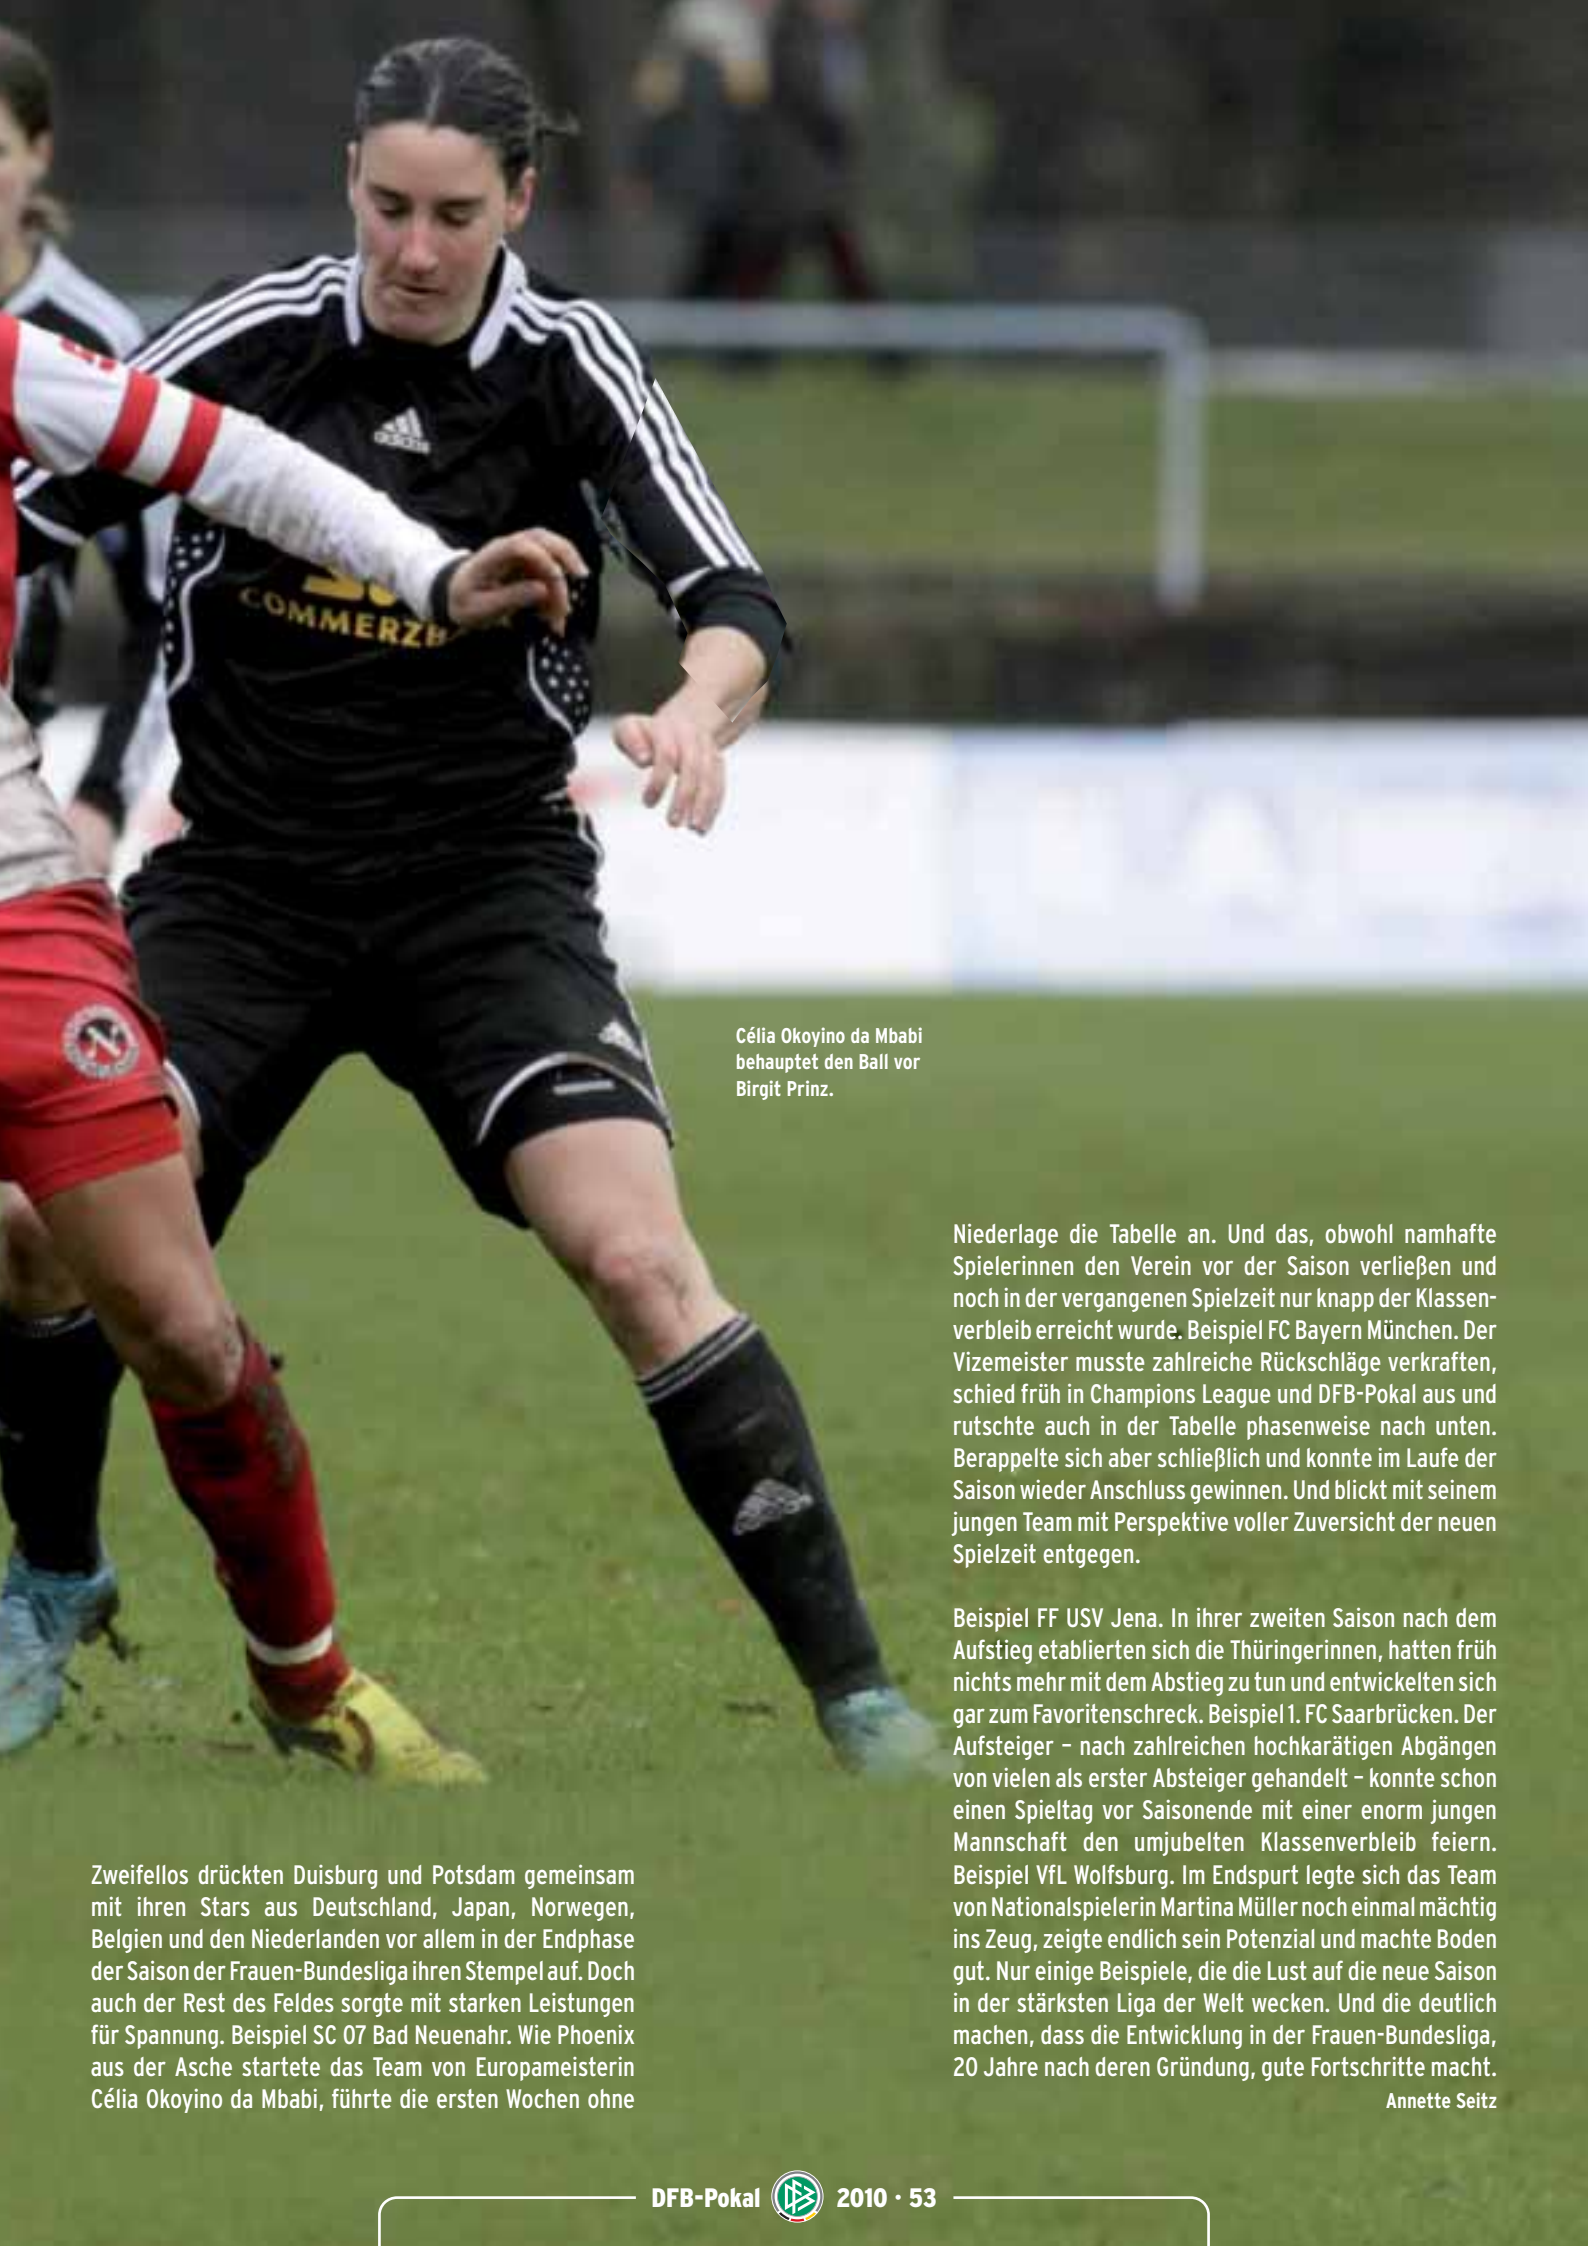 COMMERZB
Célia Okoyino da Mbabi
behauptet den Ball vor
Birgit Prinz.
Zweifellos drückten Duisburg und Potsdam gemeinsam
mit ihren Stars aus Deutschland, Japan, Norwegen,
Belgien und den Niederlanden vor allem in der Endphase
der Saison der Frauen-Bundesliga ihren Stempel auf. Doch
auch der Rest des Feldes sorgte mit starken Leistungen
für Spannung. Beispiel SC 07 Bad Neuenahr. Wie Phoenix
aus der Asche startete das Team von Europameisterin
Célia Okoyino da Mbabi, führte die ersten Wochen ohne
Niederlage die Tabelle an. Und das, obwohl namhafte
Spielerinnen den Verein vor der Saison verließen und
noch in der vergangenen Spielzeit nur knapp der Klassen-
verbleib erreicht wurde. Beispiel FC Bayern München. Der
Vizemeister musste zahlreiche Rückschläge verkraften,
schied früh in Champions League und DFB-Pokal aus und
rutschte auch in der Tabelle phasenweise nach unten.
Berappelte sich aber schließlich und konnte im Laufe der
Saison wieder Anschluss gewinnen. Und blickt mit seinem
jungen Team mit Perspektive voller Zuversicht der neuen
Spielzeit entgegen.
Beispiel FF USV Jena. In ihrer zweiten Saison nach dem
Aufstieg etablierten sich die Thüringerinnen, hatten früh
nichts mehr mit dem Abstieg zu tun und entwickelten sich
gar zum Favoritenschreck. Beispiel 1. FC Saarbrücken. Der
Aufsteiger – nach zahlreichen hochkarätigen Abgängen
von vielen als erster Absteiger gehandelt – konnte schon
einen Spieltag vor Saisonende mit einer enorm jungen
Mannschaft den umjubelten Klassenverbleib feiern.
Beispiel VfL Wolfsburg. Im Endspurt legte sich das Team
von Nationalspielerin Martina Müller noch einmal mächtig
ins Zeug, zeigte endlich sein Potenzial und machte Boden
gut. Nur einige Beispiele, die die Lust auf die neue Saison
in der stärksten Liga der Welt wecken. Und die deutlich
machen, dass die Entwicklung in der Frauen-Bundesliga,
20 Jahre nach deren Gründung, gute Fortschritte macht.
Annette Seitz
DFB-Pokal DFB 2010 · 53